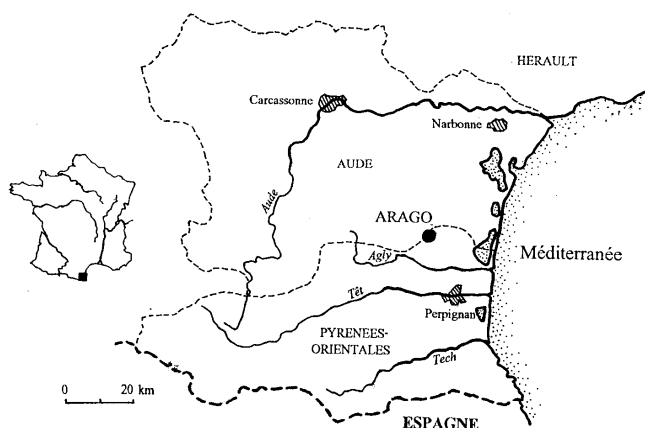 HERAULT
Carcassonne
Narbonne
AUDE
Aude
ARAGO
Agly
Méditerranée
Têt
Perpignan
PYRENEES-
ORIENTALES
Tech
0 20 km
ESPAGNE